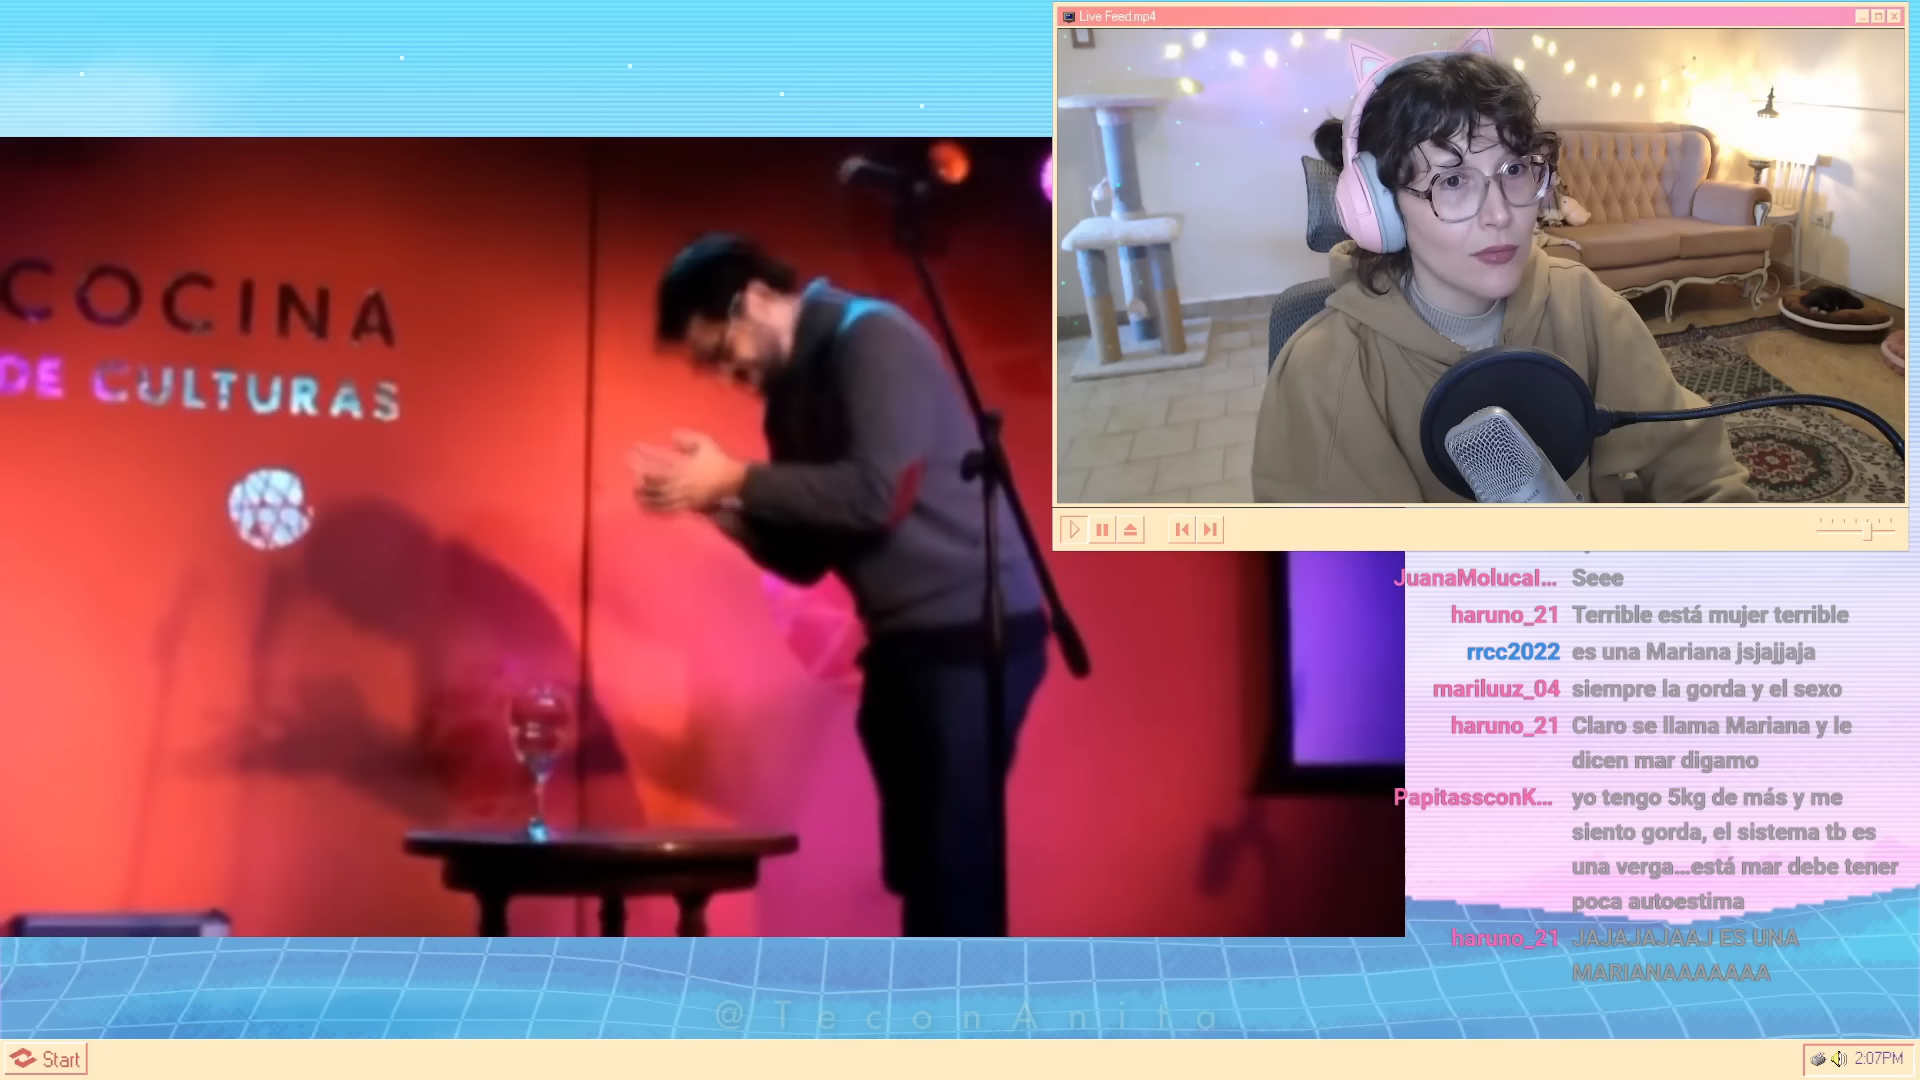 Live Feed.mp4
COCINA
DE CULTURAS
JuanaMolucaI... Seee
haruno_21 Terrible está mujer terrible
rrcc2022 es una Mariana jsjajjaja
mariluuz_04 siempre la gorda y el sexo
haruno_21 Claro se llama Mariana y le
dicen mar digamo
PapitassconK... yo tengo 5kg de más y me
siento gorda, el sistema tb es
una verga...está mar debe tener
poca autoestima
haruno_21 JAJAJAJAAJ ES UNA
MARIANAAAAAAA
@TeconAnita
Start
2:07PM